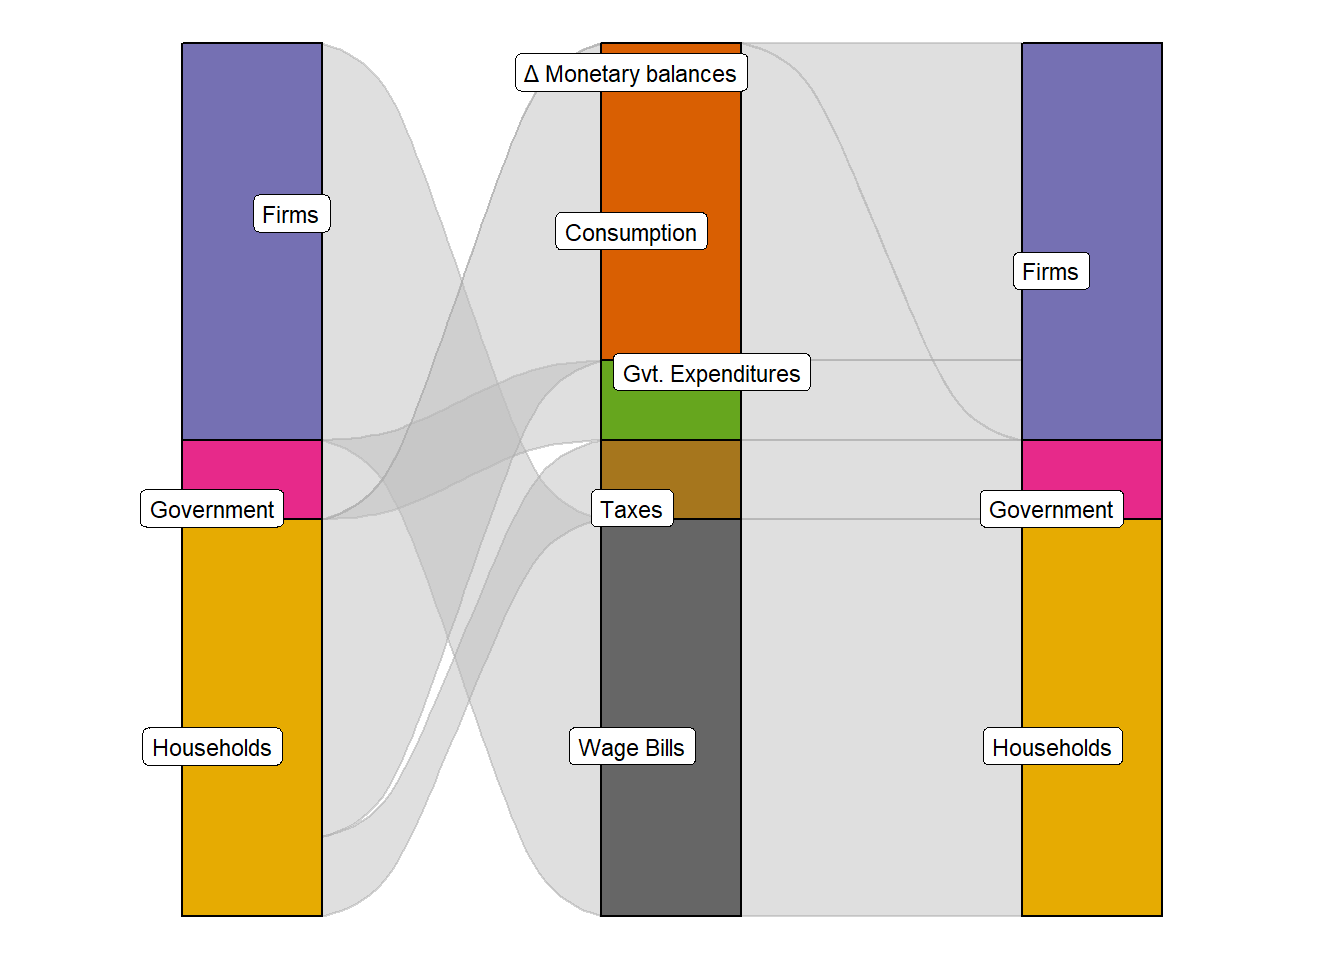 Δ Monetary balances
Firms
Consumption
Firms
Gvt. Expenditures
Government
Taxes
Government
Households
Wage Bills
Households